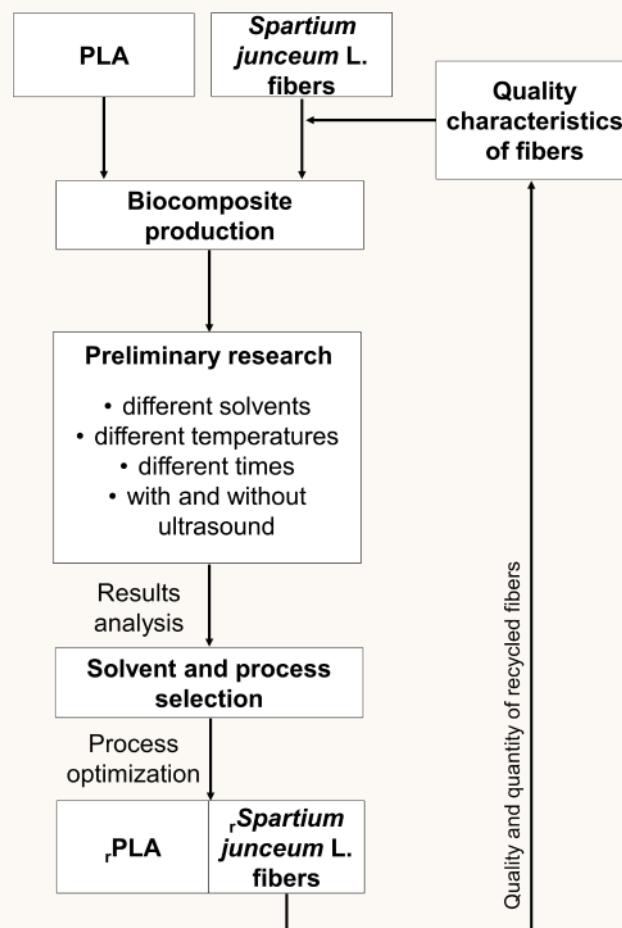 PLA
Spartium
junceum L.
fibers
Quality
characteristics
of fibers
Biocomposite
production
Preliminary research
• different solvents
• different temperatures
• different times
• with and without
ultrasound
Results
analysis
Solvent and process
selection
Process
optimization
rPLA
rSpartium
junceum L.
fibers
Quality and quantity of recycled fibers